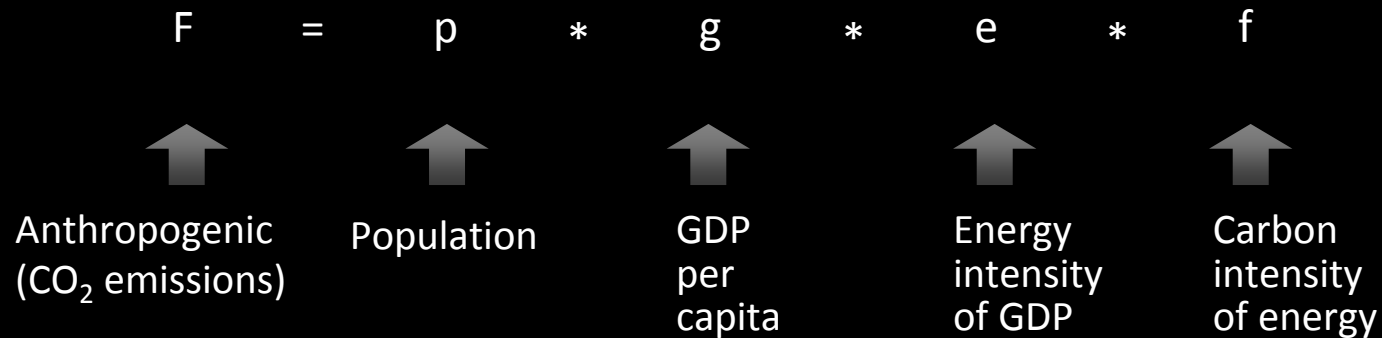 F = p * g * e * f
Anthropogenic
(CO₂ emissions)
Population
GDP
per
capita
Energy
intensity
of GDP
Carbon
intensity
of energy